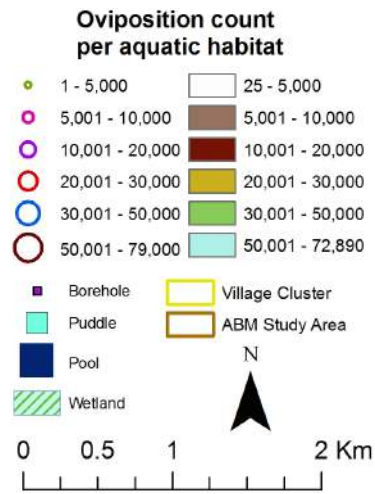 Oviposition count
per aquatic habitat
1 - 5,000 25 - 5,000
5,001 - 10,000 5,001 - 10,000
10,001 - 20,000 10,001 - 20,000
20,001 - 30,000 20,001 - 30,000
30,001 - 50,000 30,001 - 50,000
50,001 - 79,000 50,001 - 72,890
Borehole Village Cluster
Puddle ABM Study Area
Pool N
Wetland
0 0.5 1 2 Km